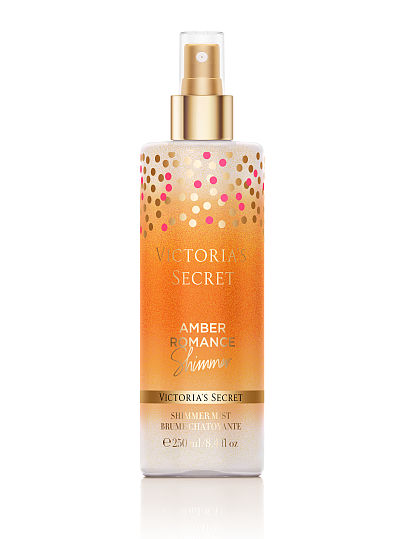 VICTORIA'S
SECRET
AMBER
ROMANCE
Shimmer
VICTORIA'S SECRET
SHIMMER MIST
BRUME CHATOYANTE
℮ 250 ml/8.4 fl oz